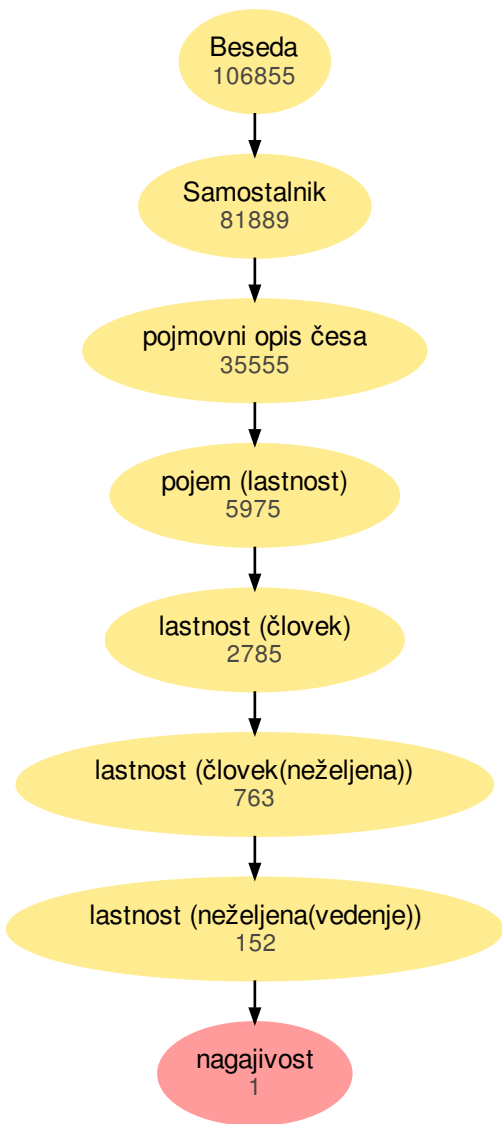 Beseda
106855
Samostalnik
81889
pojmovni opis česa
35555
pojem (lastnost)
5975
lastnost (človek)
2785
lastnost (človek(neželjena))
763
lastnost (neželjena(vedenje))
152
nagajivost
1